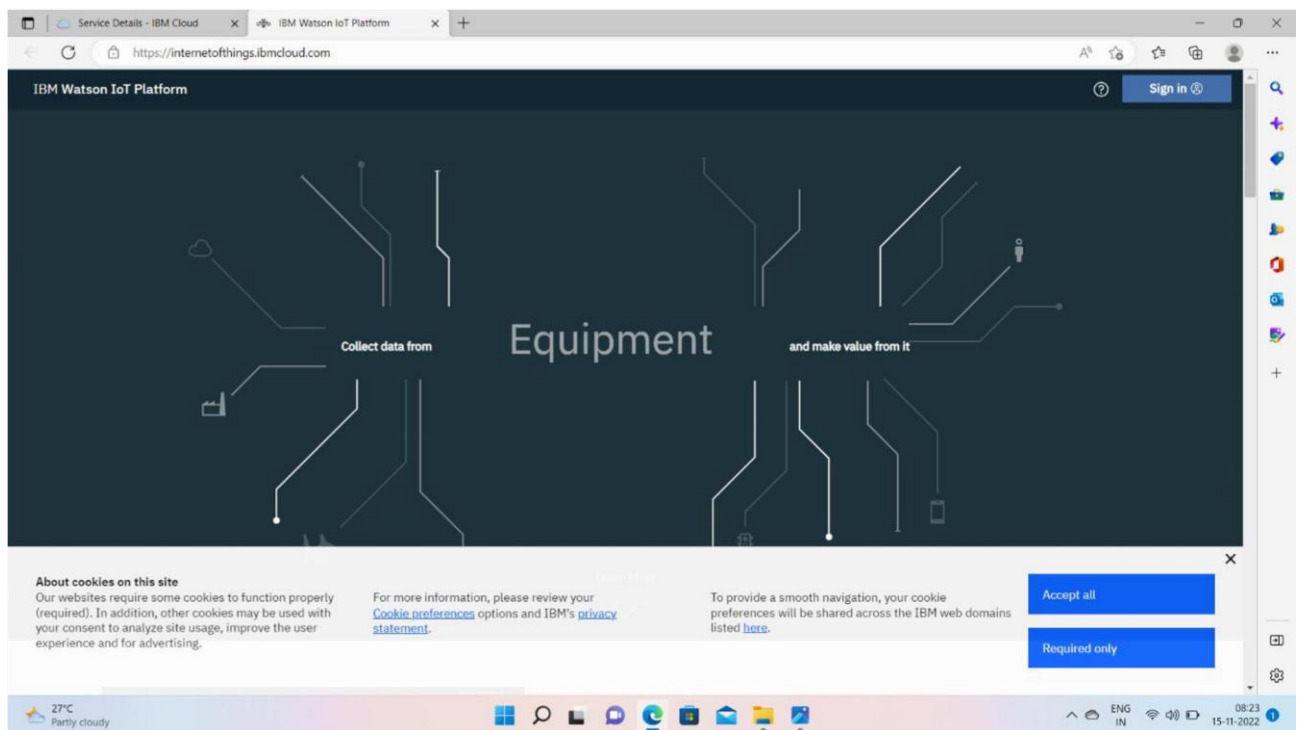 Service Details - IBM Cloud
IBM Watson IoT Platform
https://internetofthings.ibmcloud.com
IBM Watson IoT Platform
Sign in
Collect data from
Equipment
and make value from it
About cookies on this site
Our websites require some cookies to function properly
(required). In addition, other cookies may be used with
your consent to analyze site usage, improve the user
experience and for advertising.
For more information, please review your
Cookie preferences options and IBM's privacy
statement.
To provide a smooth navigation, your cookie
preferences will be shared across the IBM web domains
listed here.
Accept all
Required only
27°C
Partly cloudy
ENG
IN
08:23
15-11-2022
1